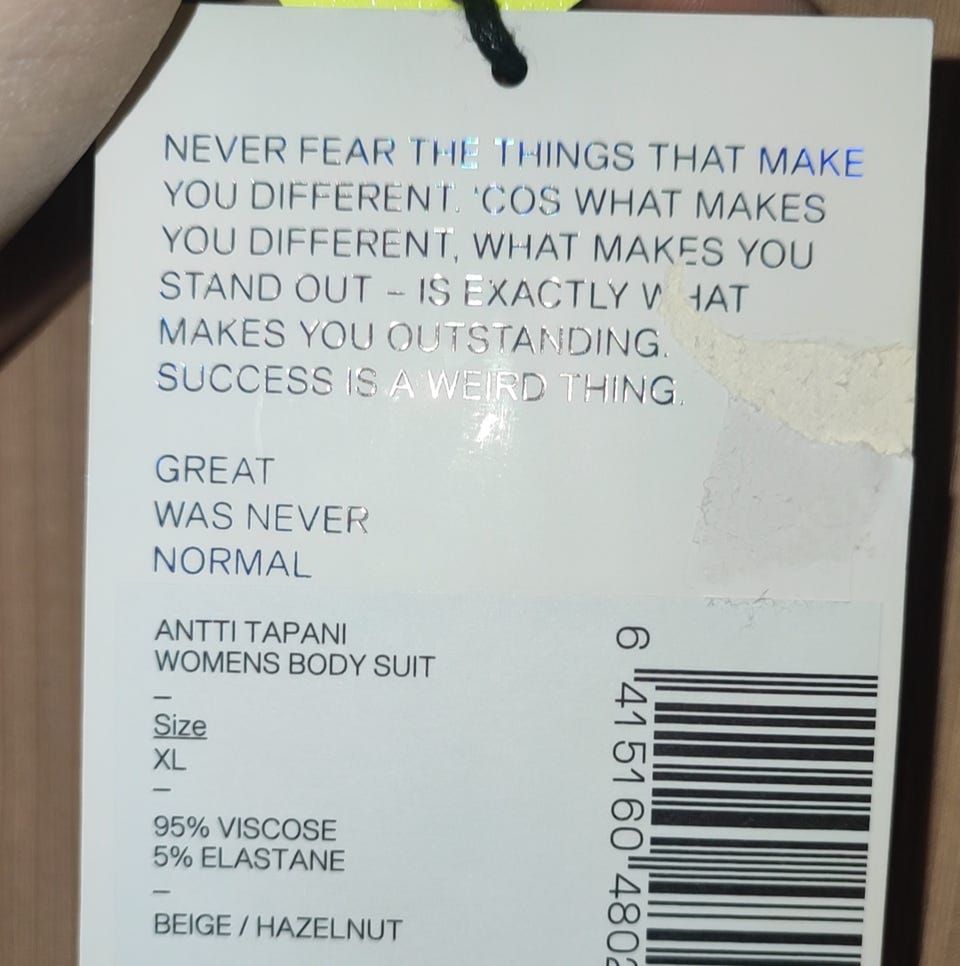 NEVER FEAR THE THINGS THAT MAKE
YOU DIFFERENT. 'COS WHAT MAKES
YOU DIFFERENT, WHAT MAKES YOU
STAND OUT – IS EXACTLY WHAT
MAKES YOU OUTSTANDING.
SUCCESS IS A WEIRD THING.
GREAT
WAS NEVER
NORMAL
ANTTI TAPANI
WOMENS BODY SUIT
–
Size
XL
–
95% VISCOSE
5% ELASTANE
–
BEIGE / HAZELNUT
6 415160 480